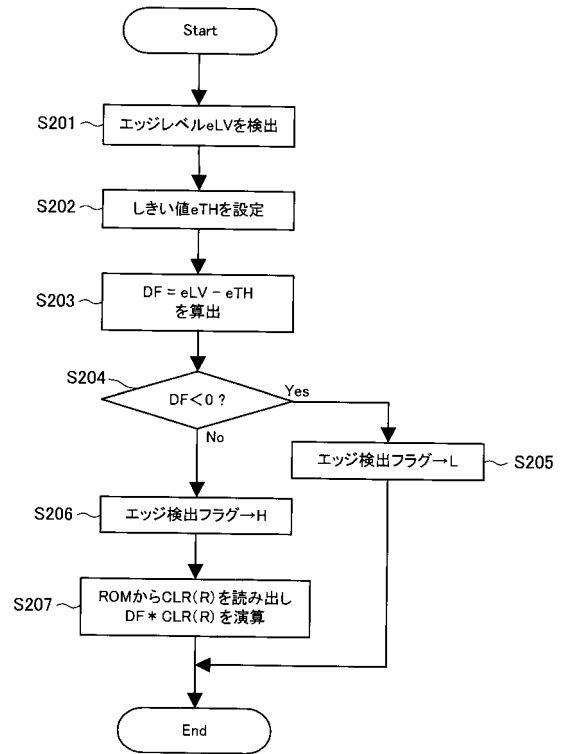 Start
S201
エッジレベルeLVを検出
S202
しきい値eTHを設定
S203
DF = eLV − eTH
を算出
S204
DF＜0 ?
Yes
No
エッジ検出フラグ→L
S205
S206
エッジ検出フラグ→H
S207
ROMからCLR(R)を読み出し
DF * CLR(R)を演算
End